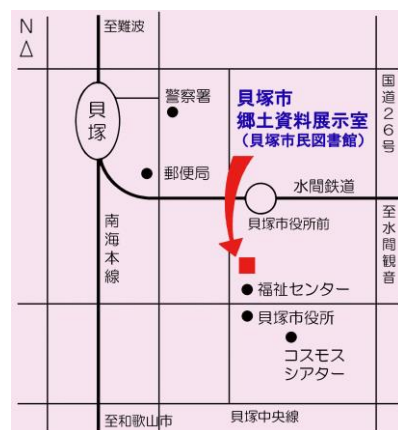 N
至難波
貝塚
警察署
貝塚市
郷土資料展示室
(貝塚市民図書館)
国道26号
郵便局
水間鉄道
貝塚市役所前
至水間観音
南海本線
福祉センター
貝塚市役所
コスモス
シアター
至和歌山市
貝塚中央線